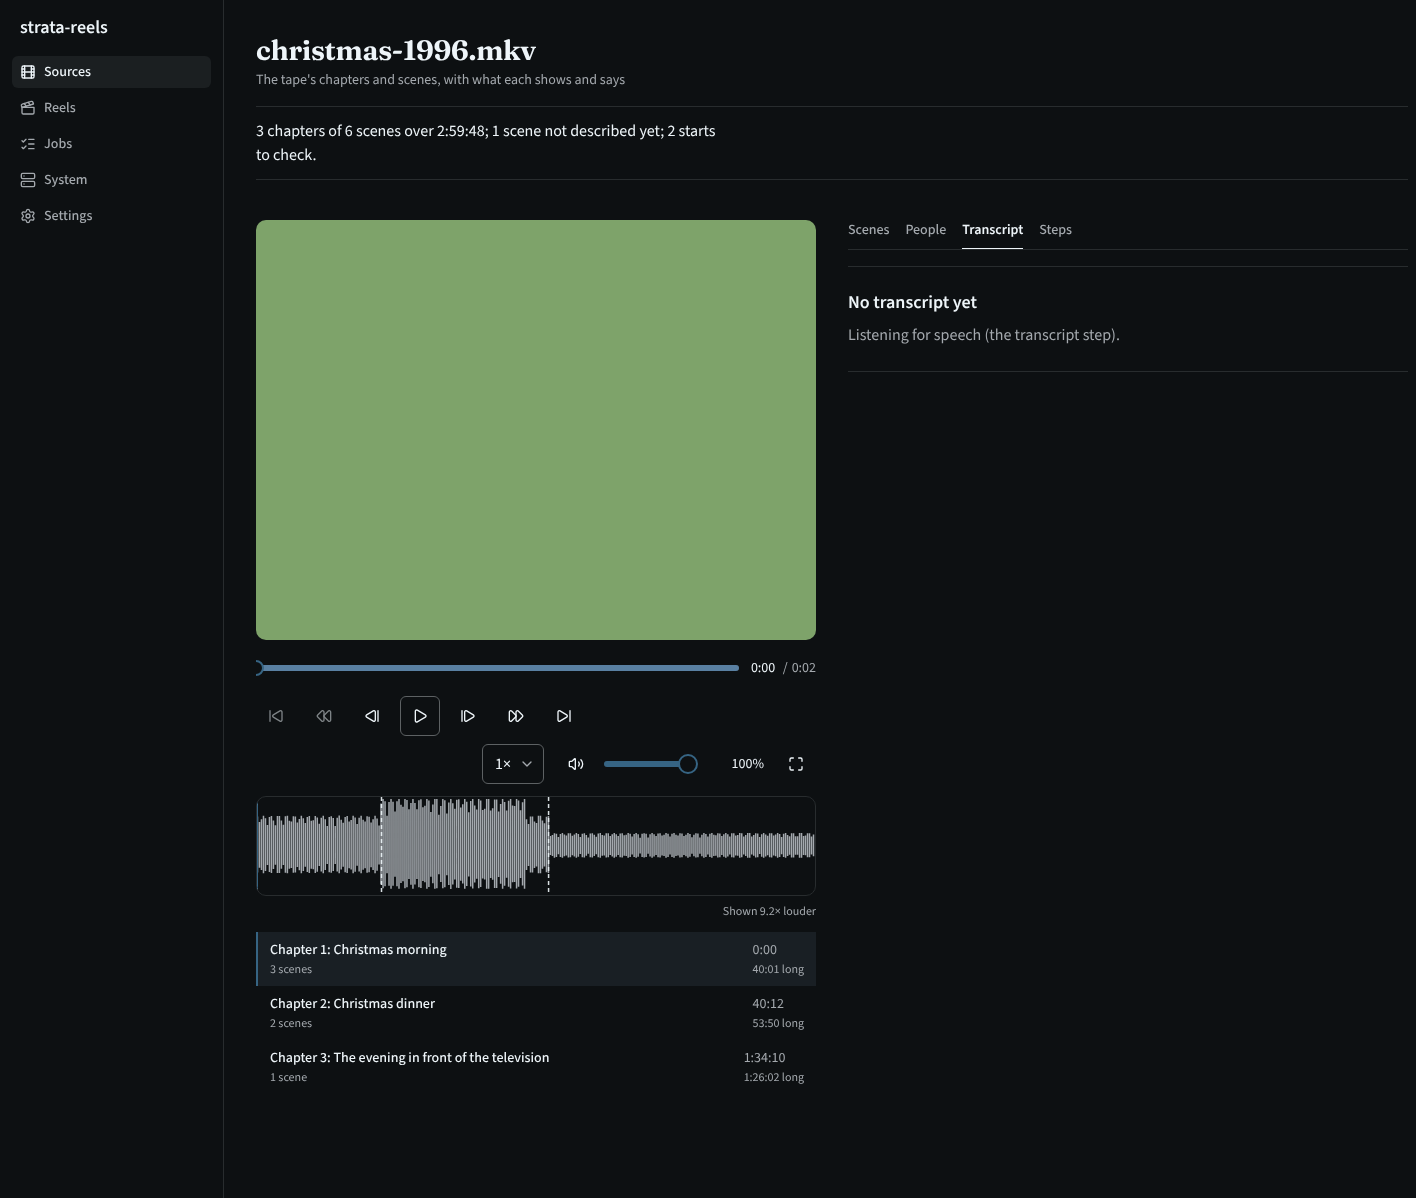 strata-reels
Sources
Reels
Jobs
System
Settings
christmas-1996.mkv
The tape's chapters and scenes, with what each shows and says
3 chapters of 6 scenes over 2:59:48; 1 scene not described yet; 2 starts
to check.
Scenes People Transcript Steps
No transcript yet
Listening for speech (the transcript step).
0:00 / 0:02
1× 100%
Shown 9.2× louder
Chapter 1: Christmas morning 0:00
3 scenes 40:01 long
Chapter 2: Christmas dinner 40:12
2 scenes 53:50 long
Chapter 3: The evening in front of the television 1:34:10
1 scene 1:26:02 long